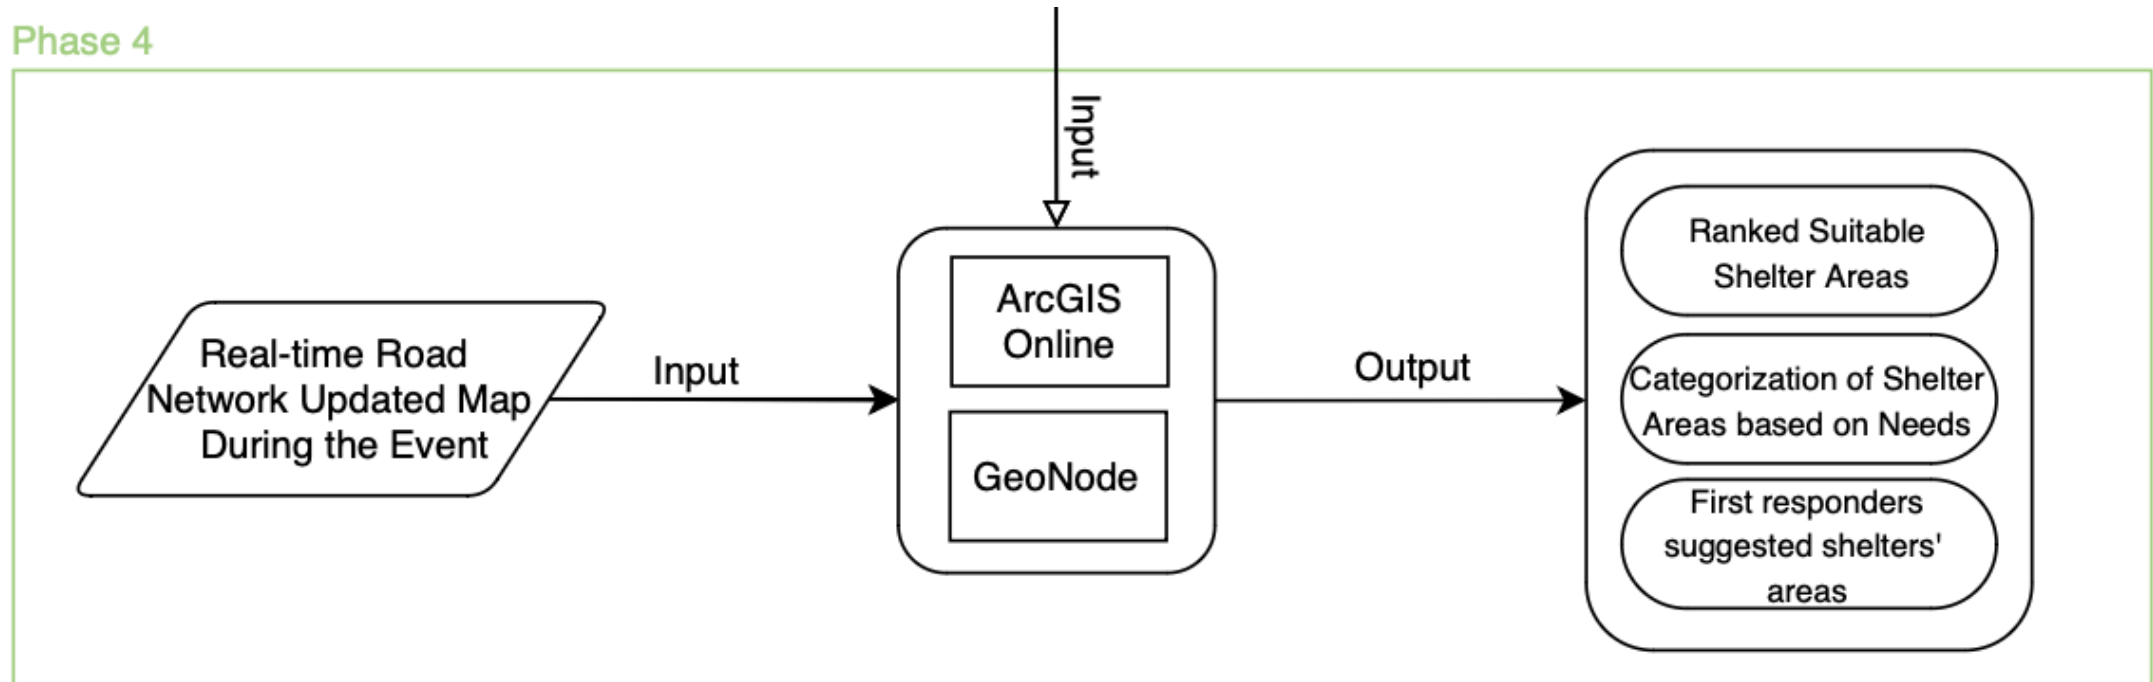 Phase 4
Input
Real-time Road
Network Updated Map
During the Event
Input
ArcGIS
Online
GeoNode
Output
Ranked Suitable
Shelter Areas
Categorization of Shelter
Areas based on Needs
First responders
suggested shelters'
areas